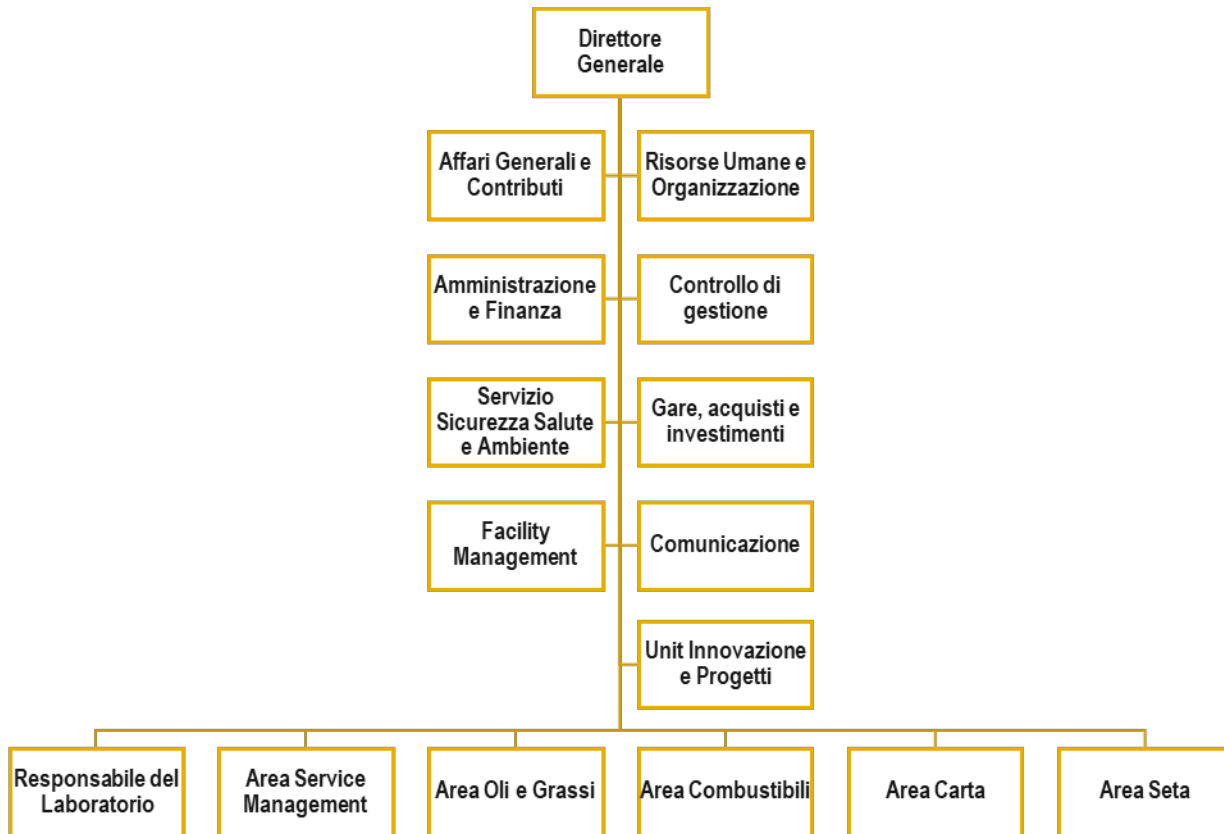 Direttore
Generale
Affari Generali e
Contributi
Risorse Umane e
Organizzazione
Amministrazione
e Finanza
Controllo di
gestione
Servizio
Sicurezza Salute
e Ambiente
Gare, acquisti e
investimenti
Facility
Management
Comunicazione
Unit Innovazione
e Progetti
Responsabile del
Laboratorio
Area Service
Management
Area Oli e Grassi
Area Combustibili
Area Carta
Area Seta